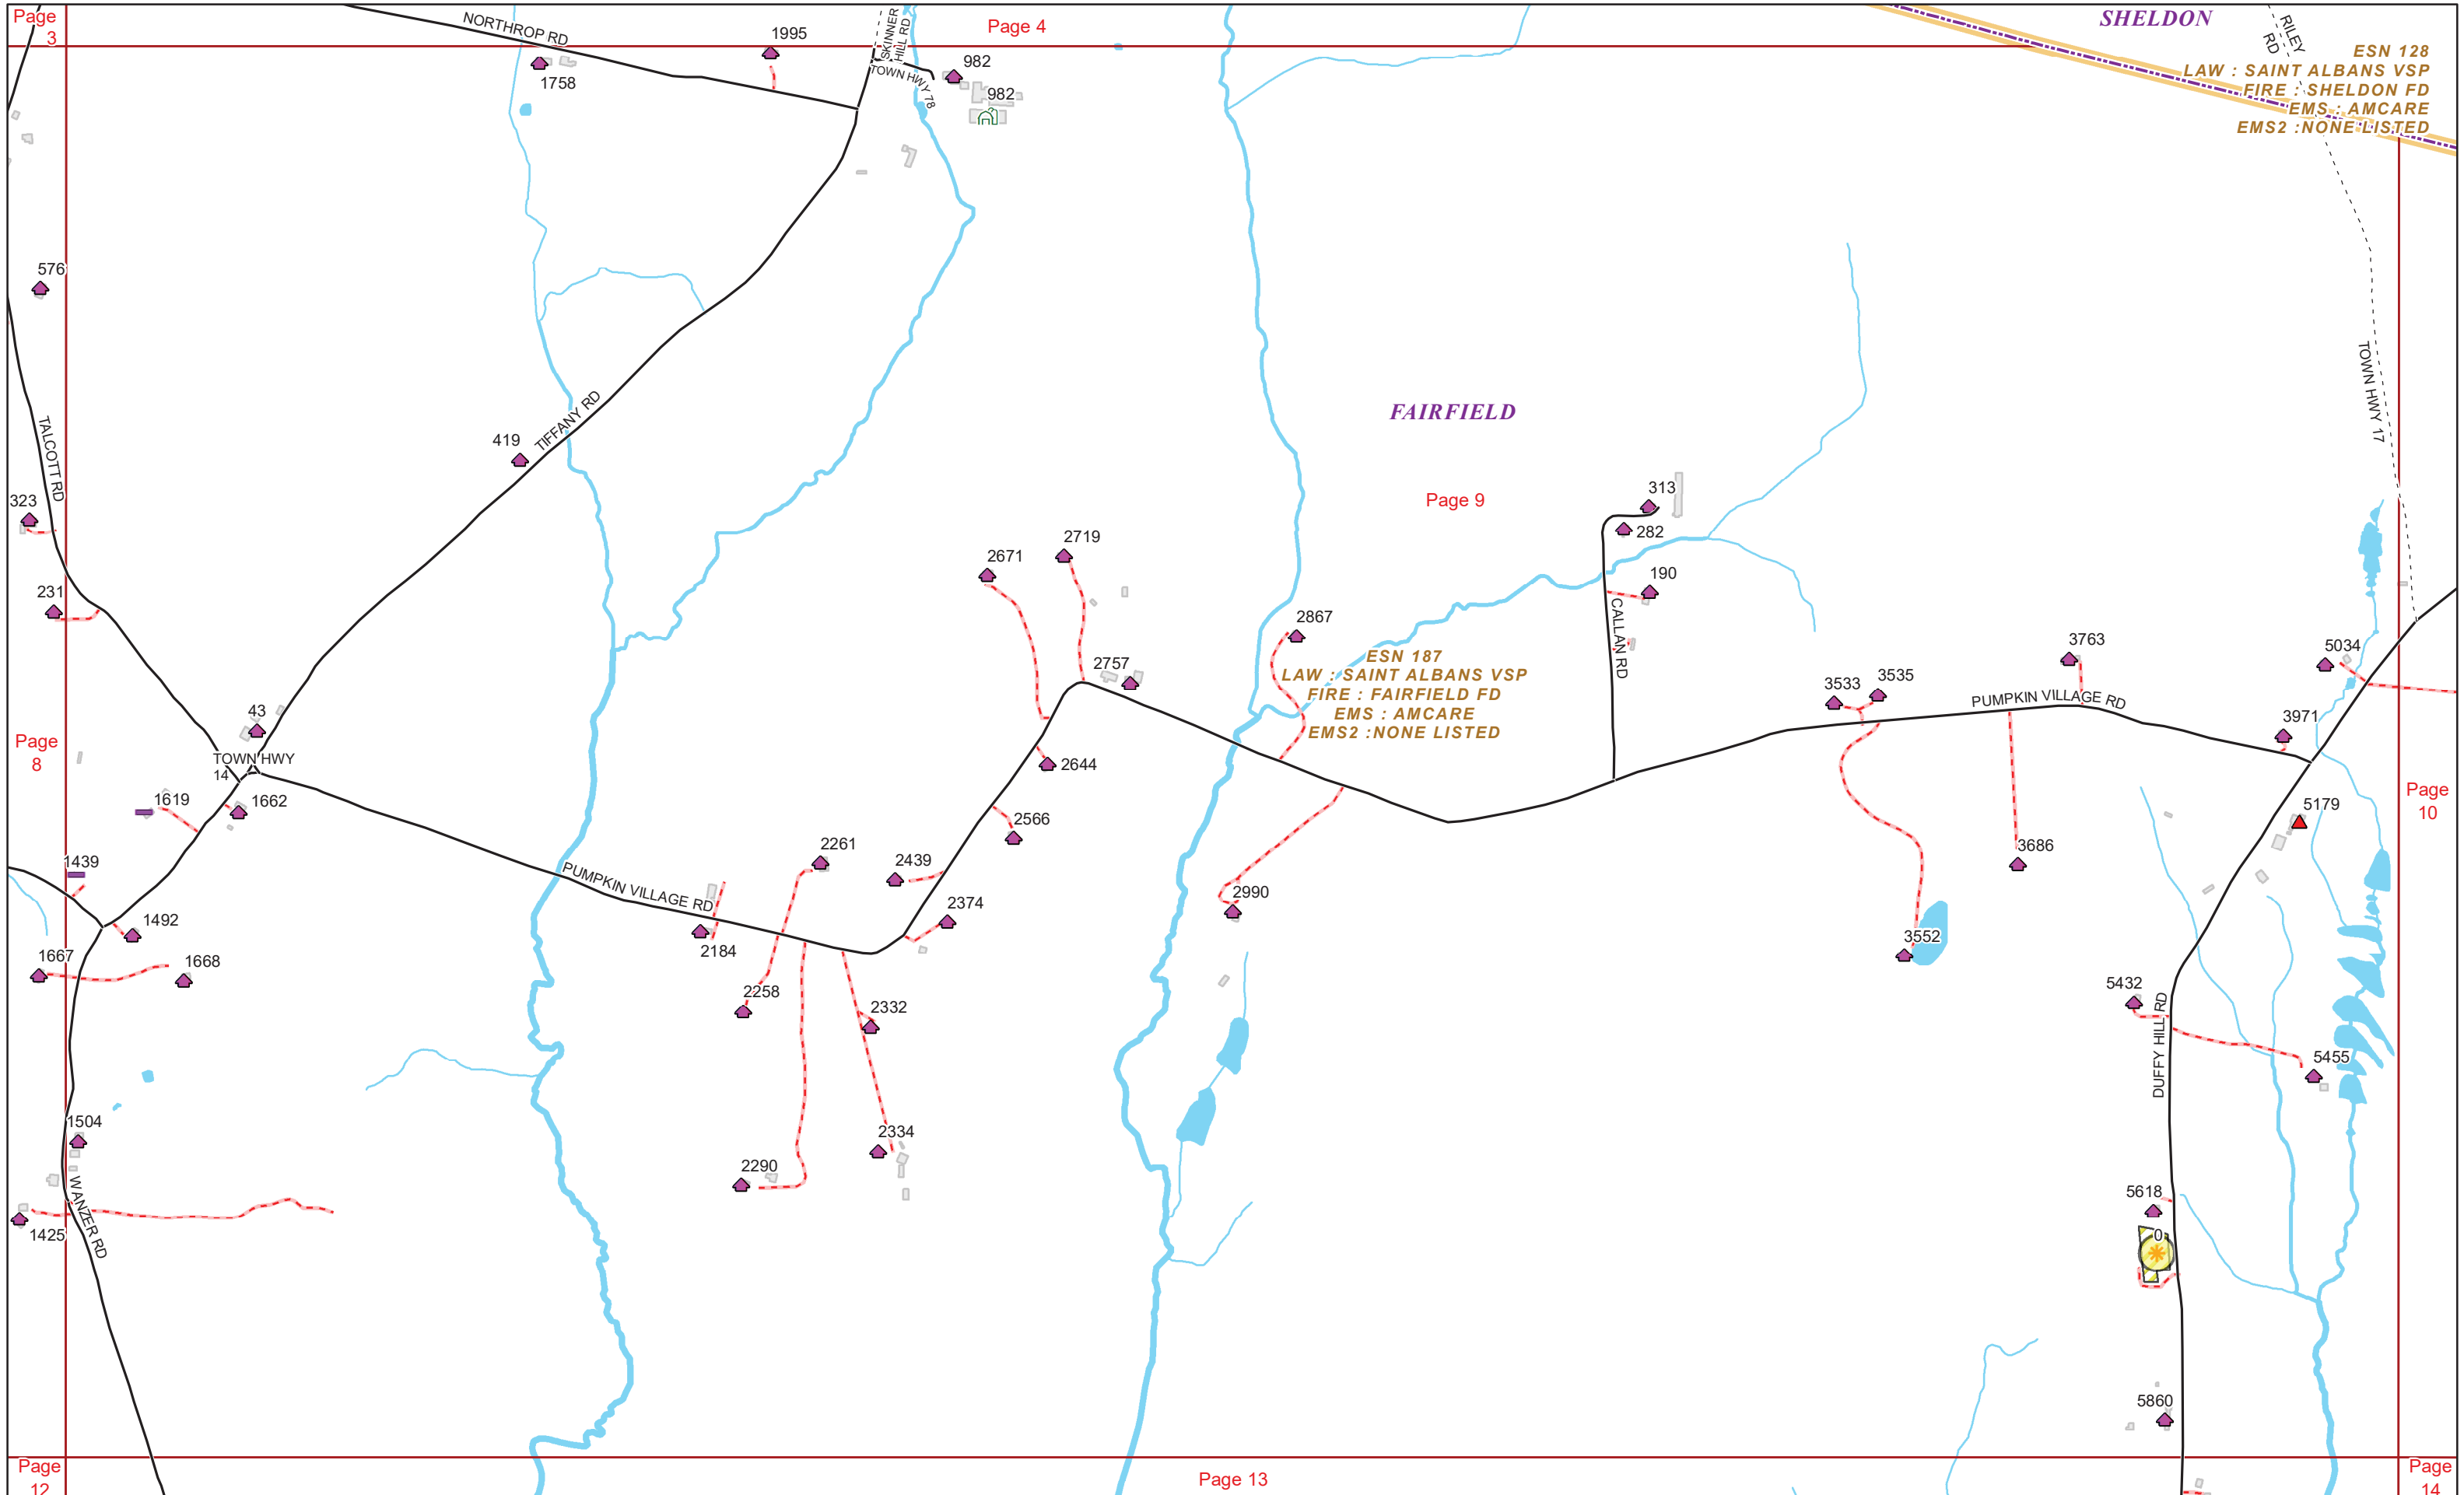 Page
3
NORTHROP RD
1758
1995
SKINNER
HILL RD
TOWN HWY 78
982
982
Page 4
SHELDON
RILEY
RD
ESN 128
LAW : SAINT ALBANS VSP
FIRE : SHELDON FD
EMS : AMCARE
EMS2 :NONE LISTED
576
TALCOTT RD
419
TIFFANY RD
FAIRFIELD
TOWN HWY 17
323
Page 9
313
282
2671
2719
231
190
2867
CALLAN RD
2757
ESN 187
LAW : SAINT ALBANS VSP
FIRE : FAIRFIELD FD
EMS : AMCARE
EMS2 :NONE LISTED
3533
3535
3763
5034
PUMPKIN VILLAGE RD
3971
43
TOWN HWY
14
Page
8
2644
1619
1662
2566
5179
Page
10
1439
2261
2439
3686
PUMPKIN VILLAGE RD
2374
2990
1492
2184
3552
1667
1668
2258
2332
5432
DUFFY HILL RD
5455
1504
2334
2290
5618
0
1425
WANZER RD
5860
Page
12
Page 13
Page
14